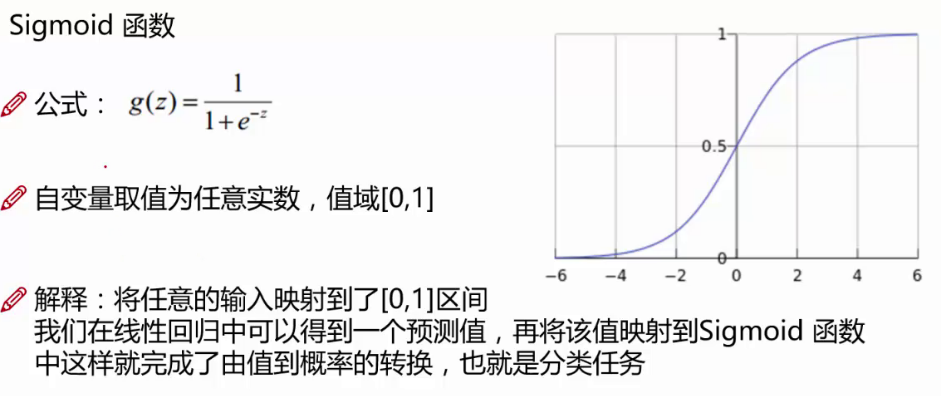 Sigmoid 函数
公式： g(z) = 1 / (1 + e^{-z})
自变量取值为任意实数，值域[0,1]
解释：将任意的输入映射到了[0,1]区间
我们在线性回归中可以得到一个预测值，再将该值映射到Sigmoid 函数
中这样就完成了由值到概率的转换，也就是分类任务
1
0.5
0
−6 −4 −2 0 2 4 6